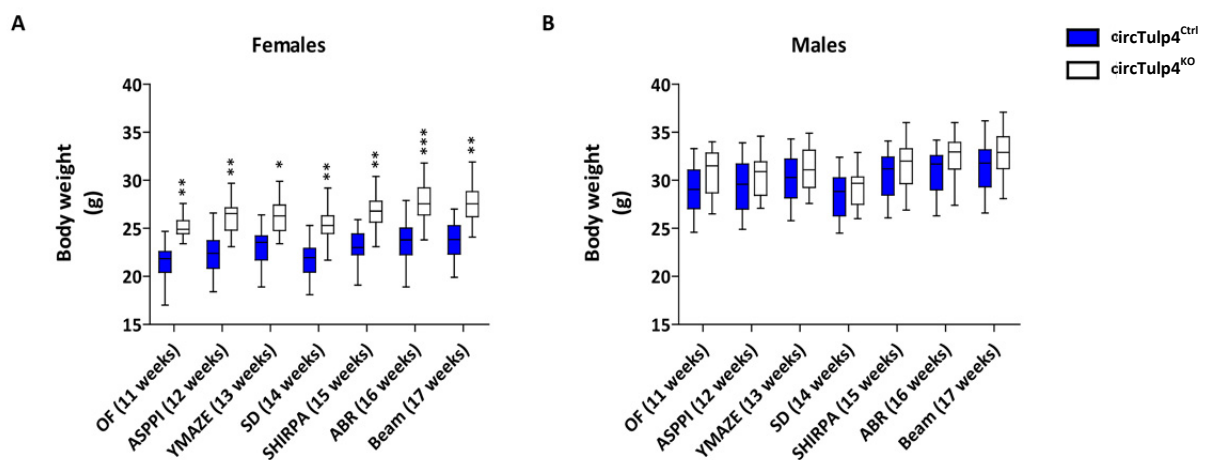 A
Females
Body weight
(g)
40
35
30
25
20
15
**
**
*
**
**
***
**
OF (11 weeks)
ASPPI (12 weeks)
YMAZE (13 weeks)
SD (14 weeks)
SHIRPA (15 weeks)
ABR (16 weeks)
Beam (17 weeks)
B
Males
Body weight
(g)
40
35
30
25
20
15
OF (11 weeks)
ASPPI (12 weeks)
YMAZE (13 weeks)
SD (14 weeks)
SHIRPA (15 weeks)
ABR (16 weeks)
Beam (17 weeks)
circTulp4Ctrl
circTulp4KO